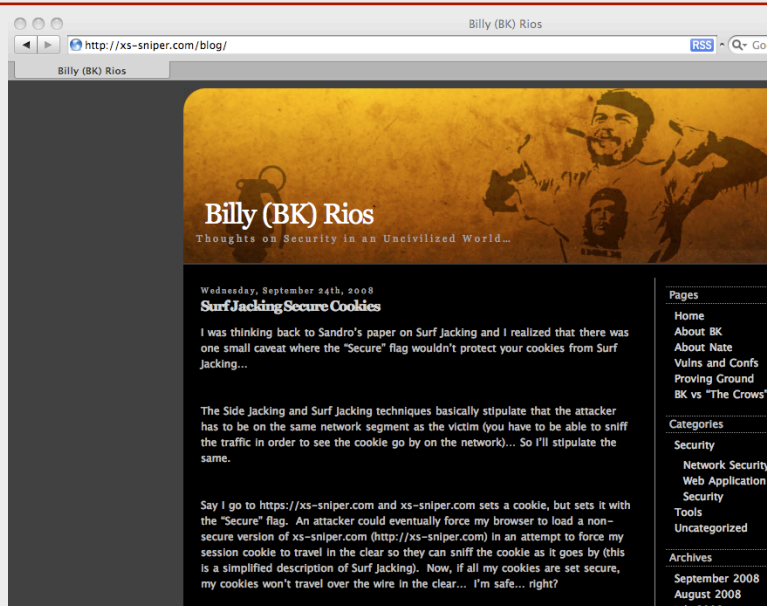 Billy (BK) Rios
http://xs-sniper.com/blog/
RSS
Billy (BK) Rios
Billy (BK) Rios
Thoughts on Security in an Uncivilized World...
Wednesday, September 24th, 2008
Surf Jacking Secure Cookies
I was thinking back to Sandro's paper on Surf Jacking and I realized that there was
one small caveat where the "Secure" flag wouldn't protect your cookies from Surf
Jacking...
The Side Jacking and Surf Jacking techniques basically stipulate that the attacker
has to be on the same network segment as the victim (you have to be able to sniff
the traffic in order to see the cookie go by on the network)... So I'll stipulate the
same.
Say I go to https://xs-sniper.com and xs-sniper.com sets a cookie, but sets it with
the "Secure" flag.  An attacker could eventually force my browser to load a non-
secure version of xs-sniper.com (http://xs-sniper.com) in an attempt to force my
session cookie to travel in the clear so they can sniff the cookie as it goes by (this
is a simplified description of Surf Jacking).  Now, if all my cookies are set secure,
my cookies won't travel over the wire in the clear...  I'm safe... right?
Pages
Home
About BK
About Nate
Vulns and Confs
Proving Ground
BK vs "The Crows"
Categories
Security
Network Security
Web Application
Security
Tools
Uncategorized
Archives
September 2008
August 2008